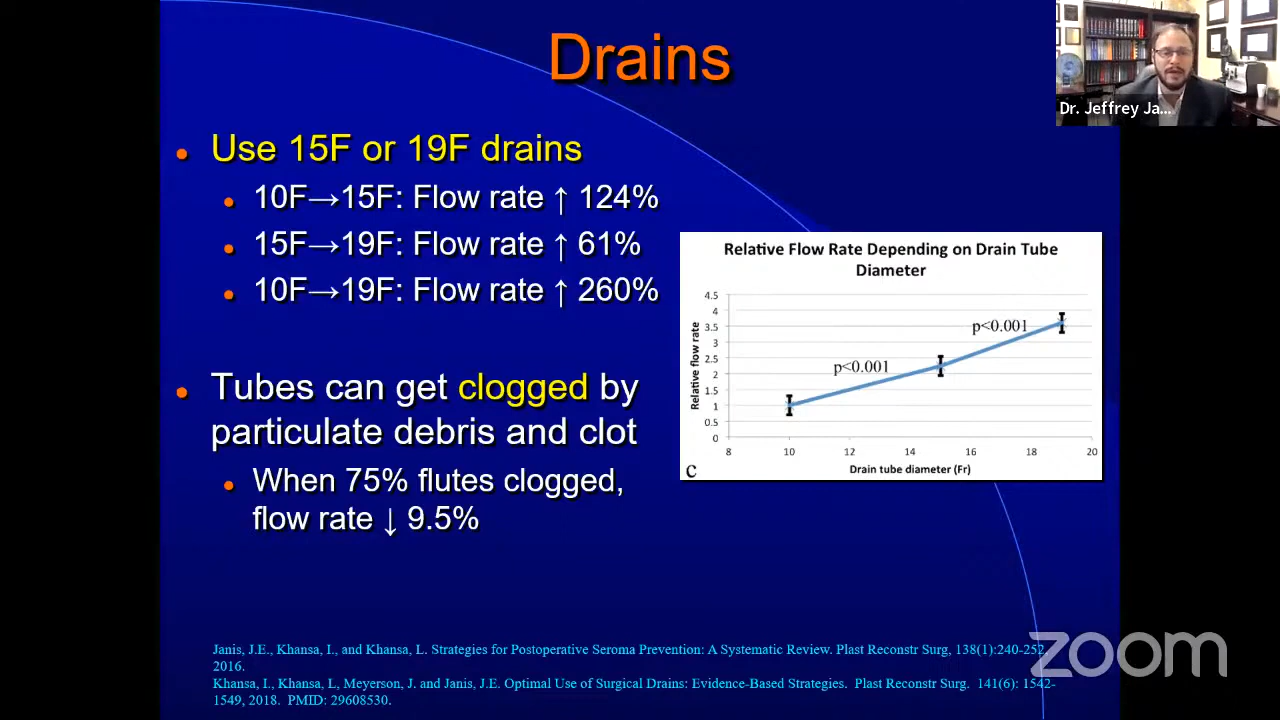 Drains
Dr. Jeffrey Ja...
• Use 15F or 19F drains
• 10F→15F: Flow rate ↑ 124%
• 15F→19F: Flow rate ↑ 61%
• 10F→19F: Flow rate ↑ 260%
• Tubes can get clogged by
particulate debris and clot
• When 75% flutes clogged,
flow rate ↓ 9.5%
Relative Flow Rate Depending on Drain Tube
Diameter
Relative flow rate
4.5
4
3.5
3
2.5
2
1.5
1
0.5
0
p<0.001
p<0.001
8 10 12 14 16 18 20
Drain tube diameter (Fr)
c
Janis, J.E., Khansa, I., and Khansa, L. Strategies for Postoperative Seroma Prevention: A Systematic Review. Plast Reconstr Surg, 138(1):240-252,
2016.
Khansa, I., Khansa, L, Meyerson, J. and Janis, J.E. Optimal Use of Surgical Drains: Evidence-Based Strategies. Plast Reconstr Surg. 141(6): 1542-
1549, 2018. PMID: 29608530.
zoom